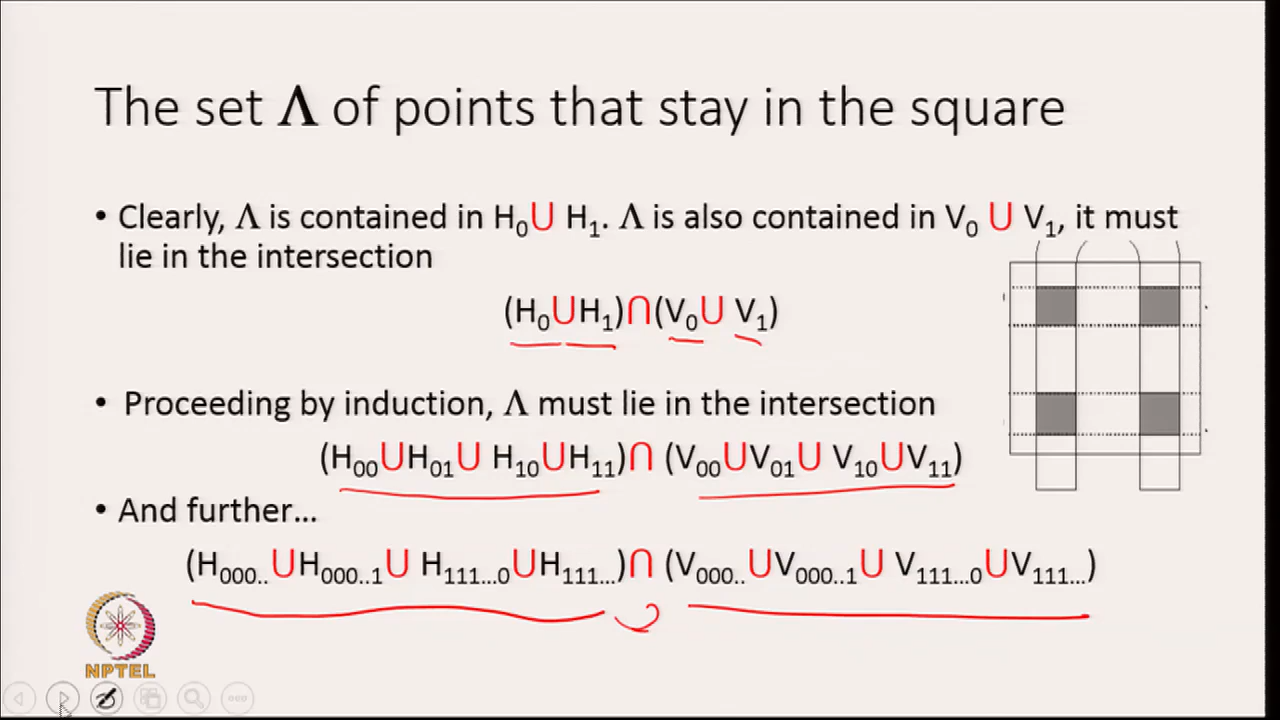 The set Λ of points that stay in the square
• Clearly, Λ is contained in H₀U H₁. Λ is also contained in V₀ U V₁, it must
lie in the intersection
(H₀UH₁)∩(V₀U V₁)
• Proceeding by induction, Λ must lie in the intersection
(H₀₀UH₀₁U H₁₀UH₁₁)∩ (V₀₀UV₀₁U V₁₀UV₁₁)
• And further...
(H₀₀₀..UH₀₀₀..₁U H₁₁₁...₀UH₁₁₁...)∩ (V₀₀₀..UV₀₀₀..₁U V₁₁₁...₀UV₁₁₁...)
NPTEL